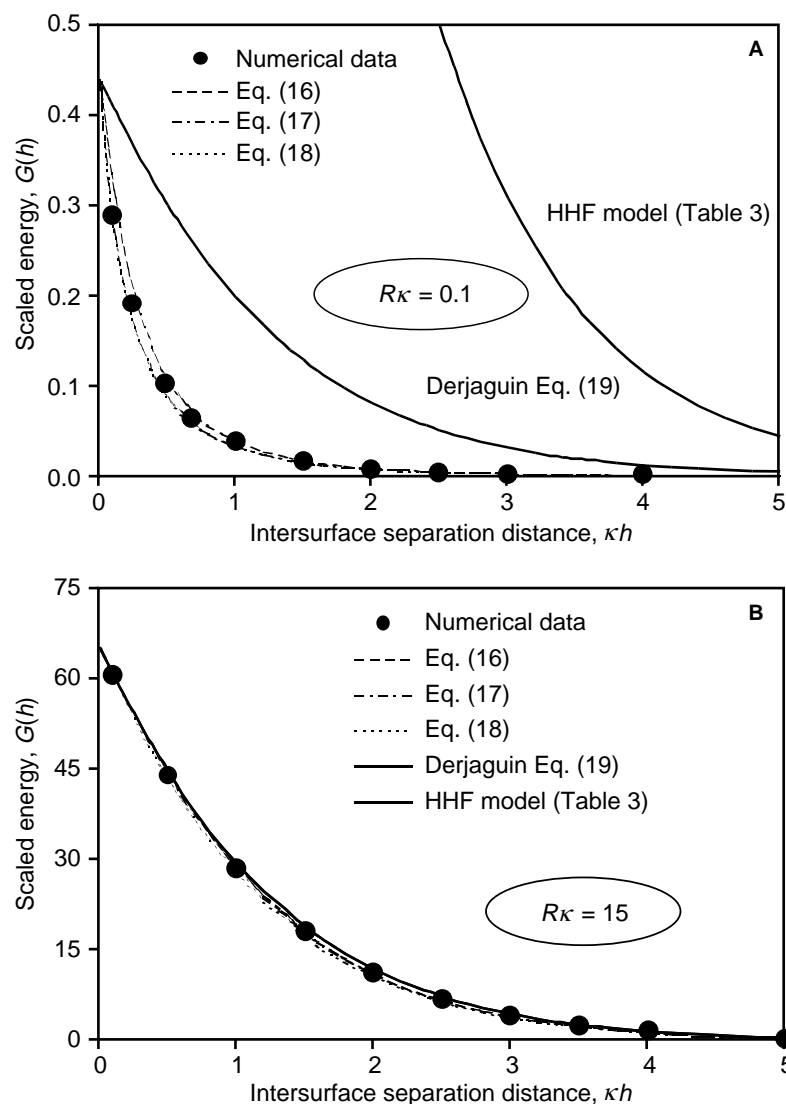 A
0.5
0.4
0.3
0.2
0.1
0.0
Scaled energy, G(h)
Numerical data
Eq. (16)
Eq. (17)
Eq. (18)
HHF model (Table 3)
Rκ = 0.1
Derjaguin Eq. (19)
0 1 2 3 4 5
Intersurface separation distance, κh
B
75
60
45
30
15
0
Scaled energy, G(h)
Numerical data
Eq. (16)
Eq. (17)
Eq. (18)
Derjaguin Eq. (19)
HHF model (Table 3)
Rκ = 15
0 1 2 3 4 5
Intersurface separation distance, κh